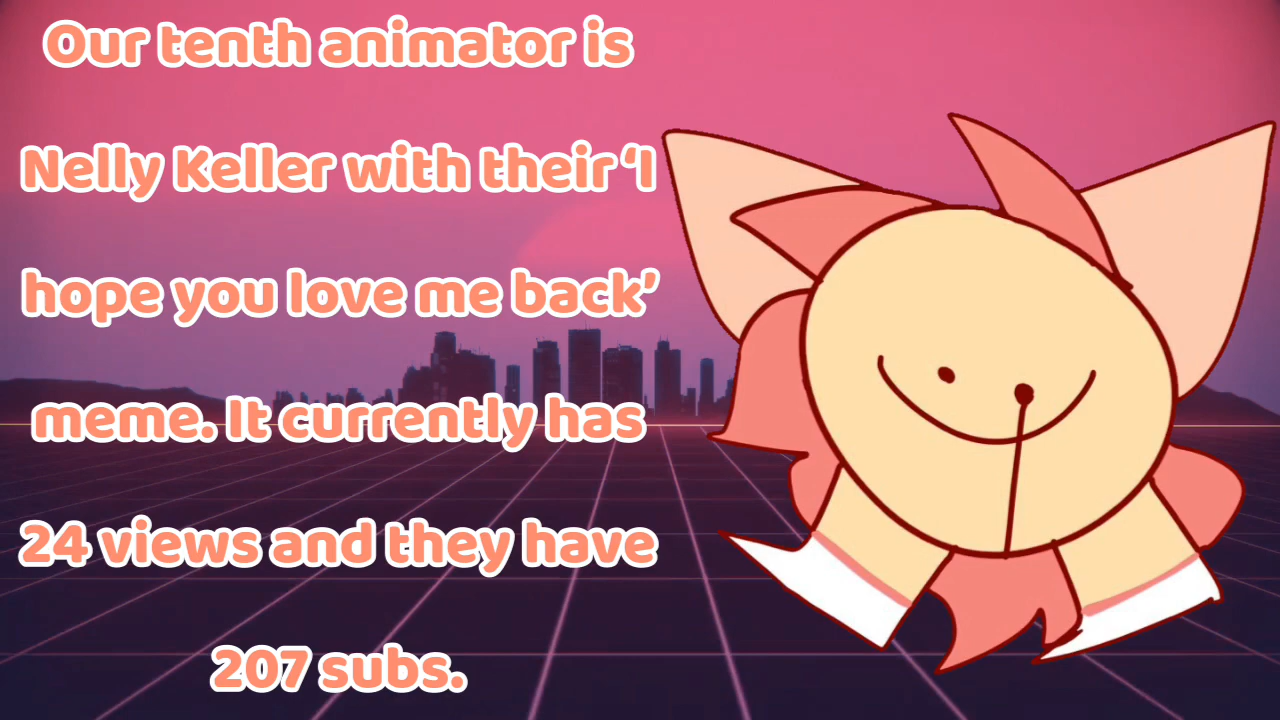 Our tenth animator is
Nelly Keller with their ‘I
hope you love me back’
meme. It currently has
24 views and they have
207 subs.